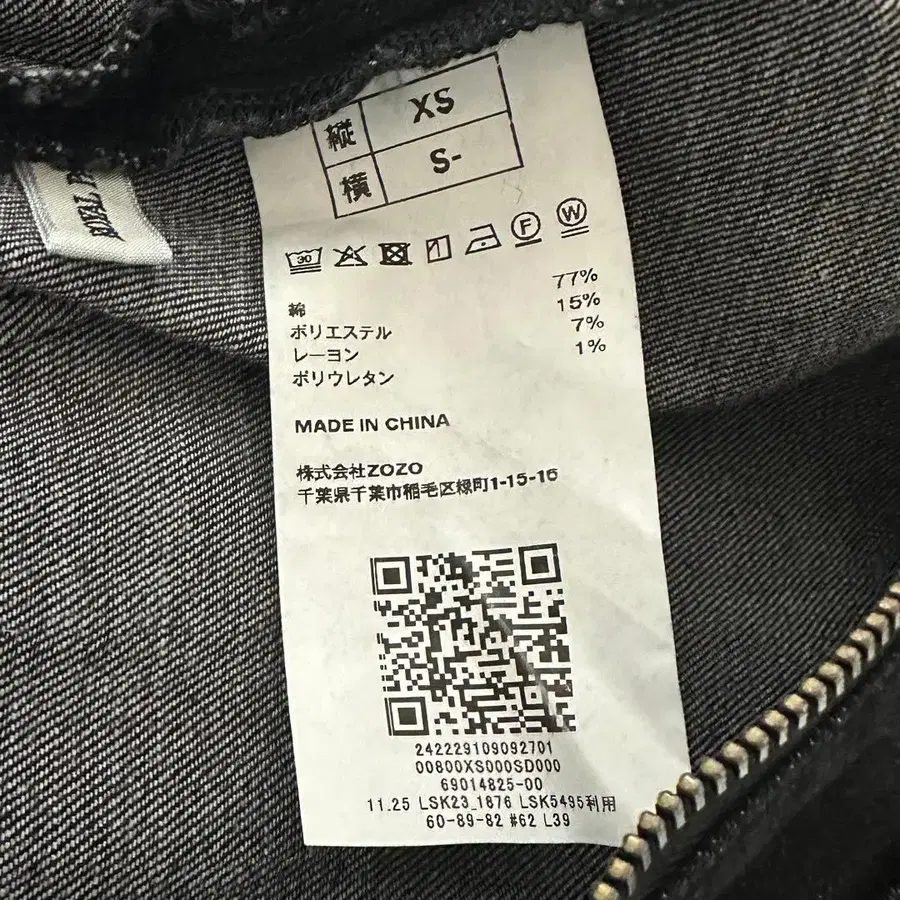 縦 XS
横 S-
30 F W
綿 77%
ポリエステル 15%
レーヨン 7%
ポリウレタン 1%
MADE IN CHINA
株式会社ZOZO
千葉県千葉市稲毛区緑町1-15-16
242229109092701
00800XS000SD000
69014825-00
11.25 LSK23_1876 LSK5495利用
60-89-82 #62 L39